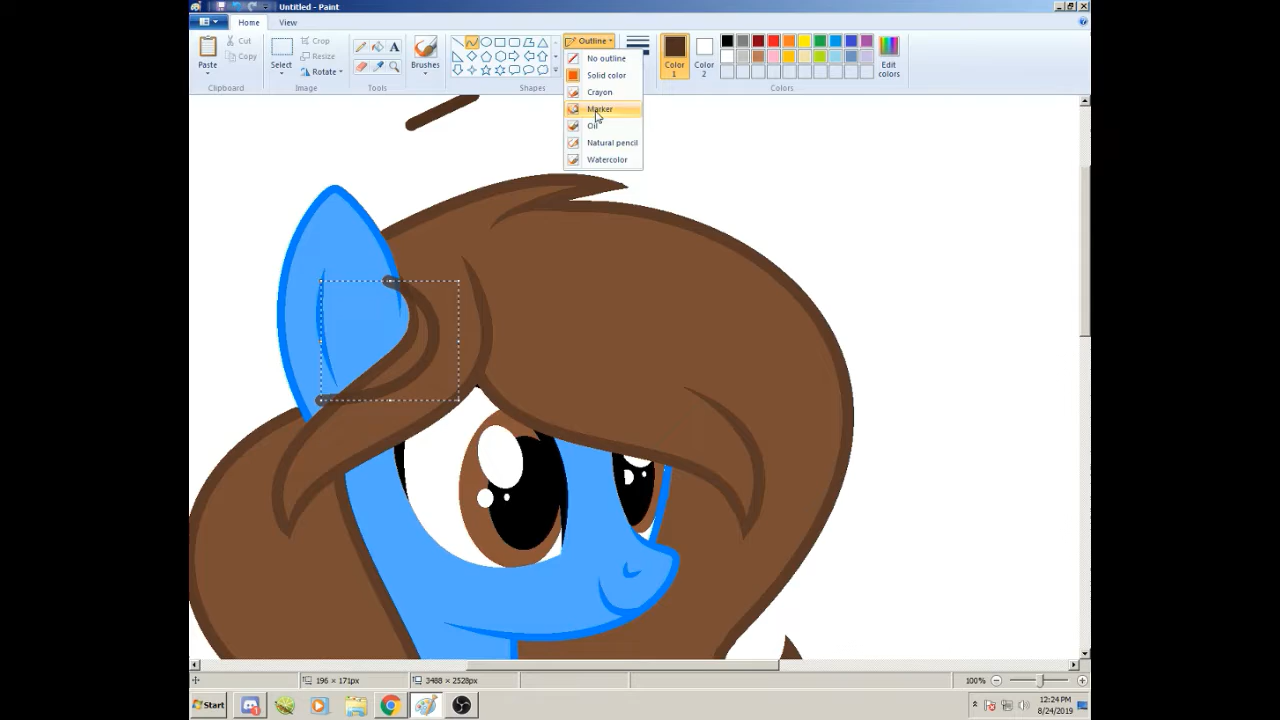 Untitled - Paint
Home View
Paste
Cut
Copy
Clipboard
Select
Crop
Resize
Rotate
Image
A
Tools
Brushes
Shapes
Outline
No outline
Solid color
Crayon
Marker
Oil
Natural pencil
Watercolor
Color 1
Color 2
Edit colors
Colors
196 × 171px
3488 × 2528px
100%
Start
12:24 PM
8/24/2019